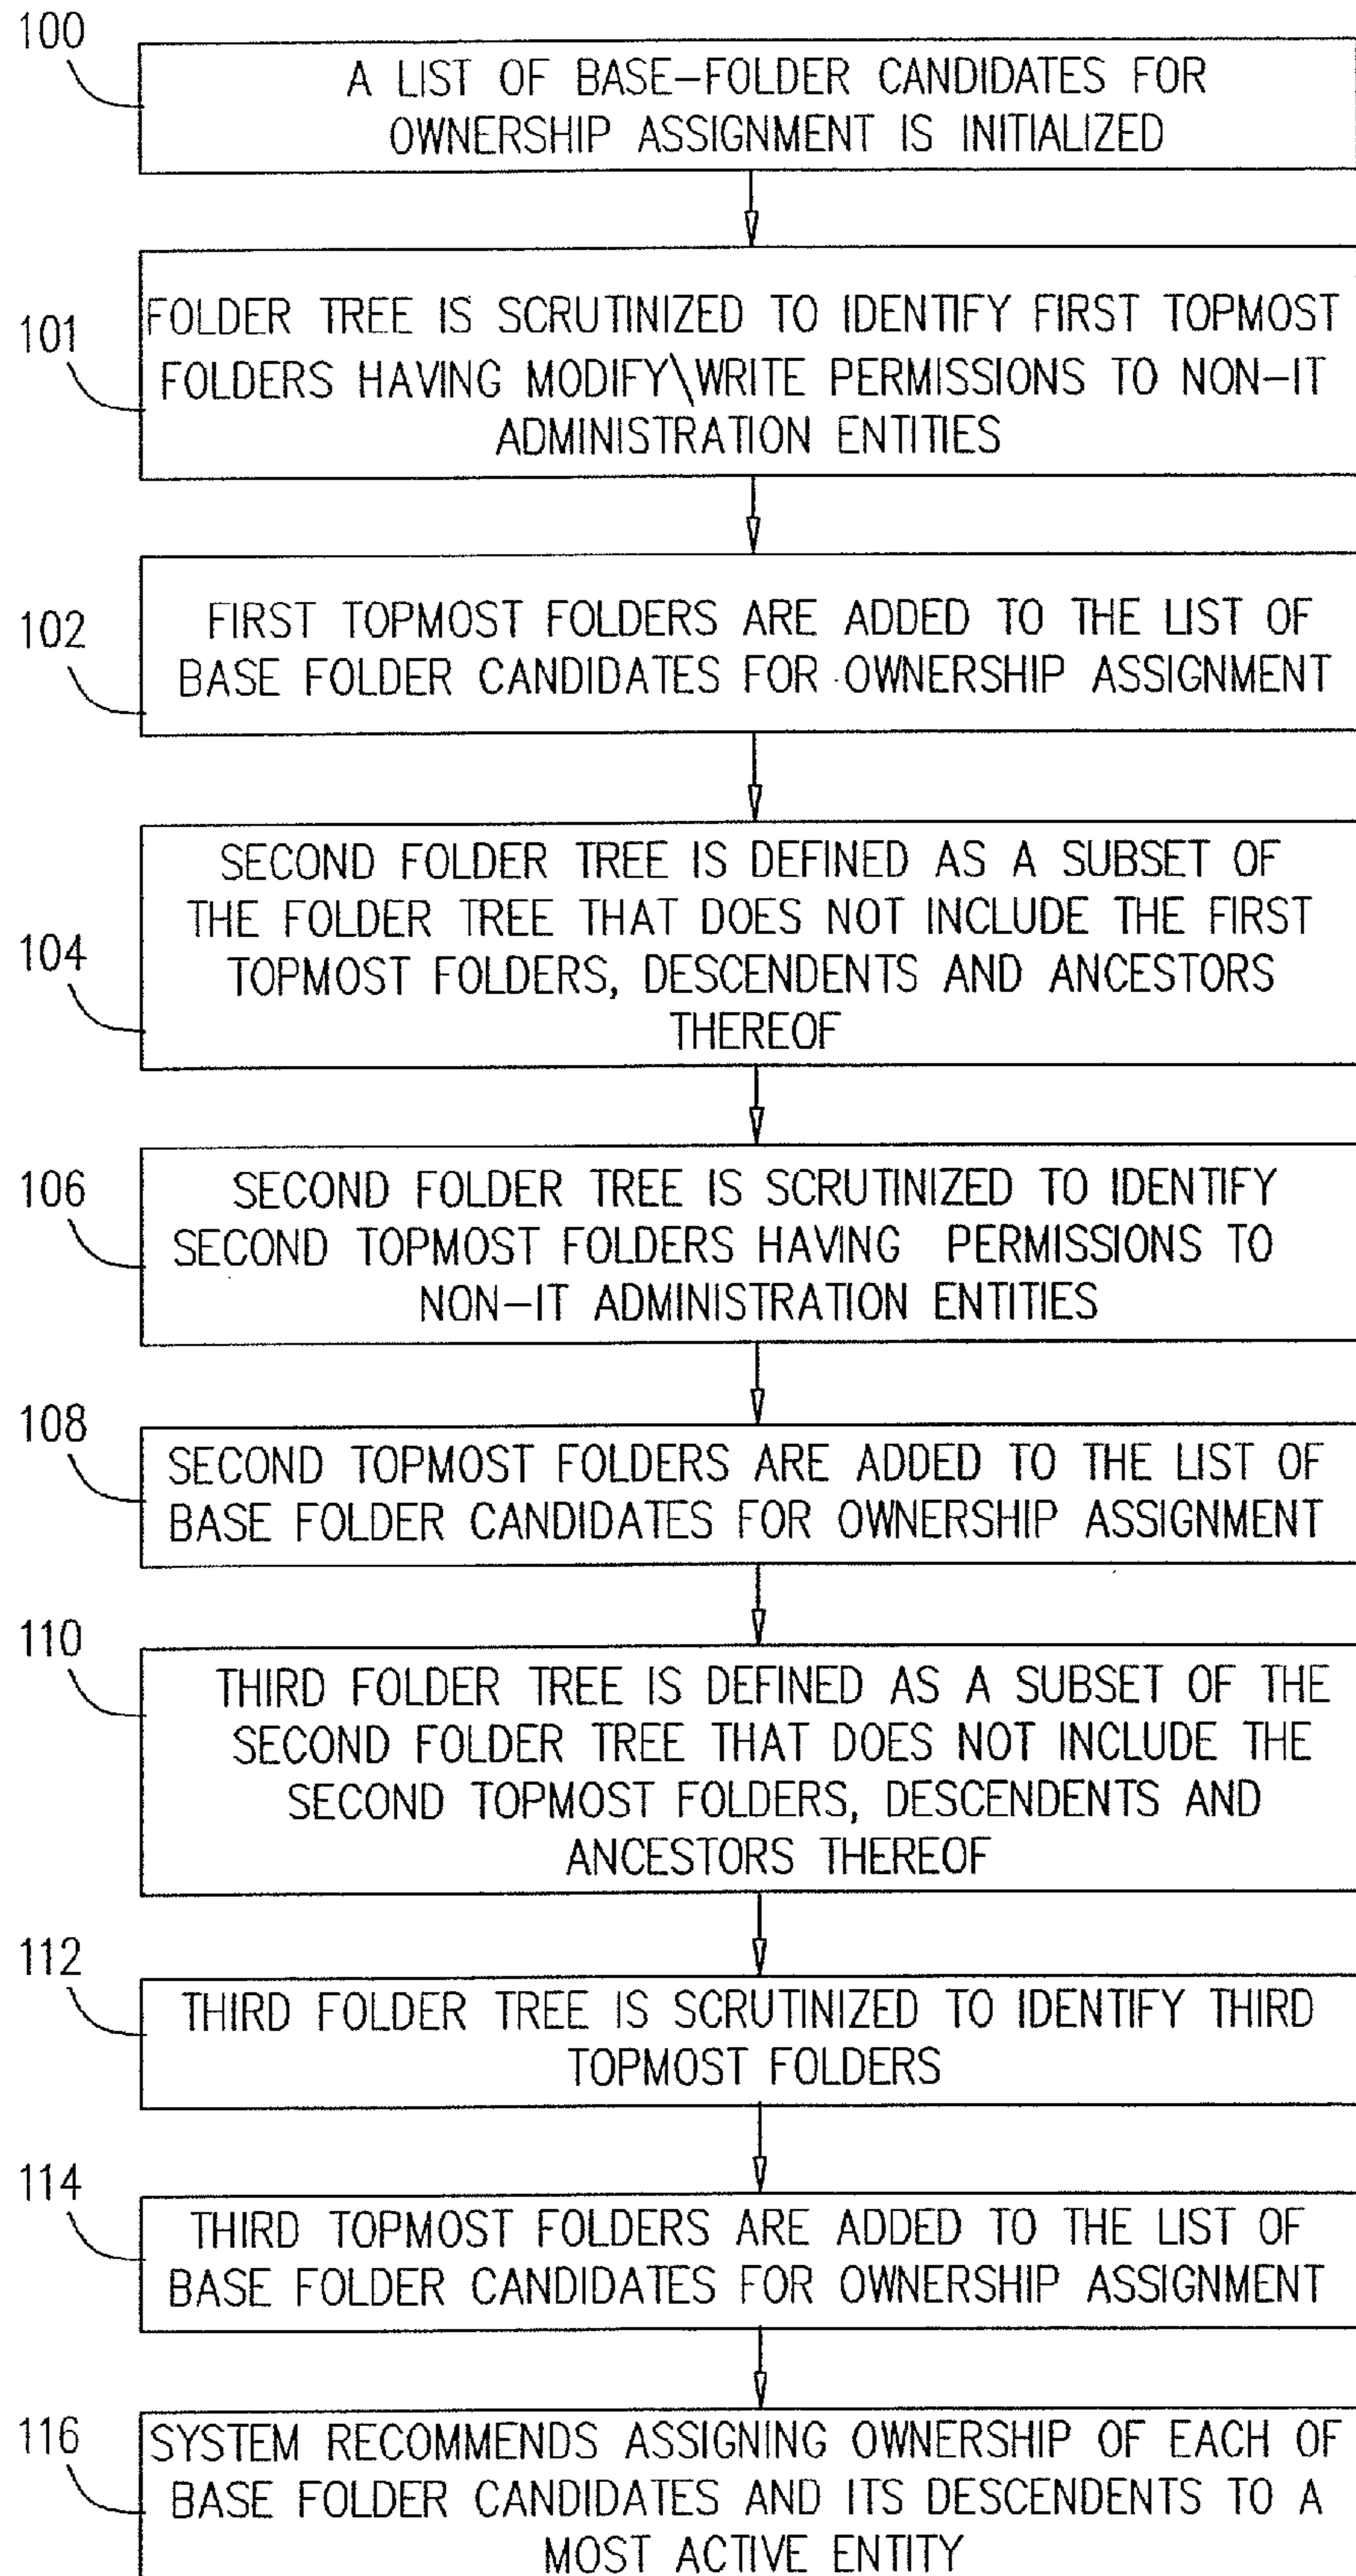 100
A LIST OF BASE-FOLDER CANDIDATES FOR
OWNERSHIP ASSIGNMENT IS INITIALIZED
101
FOLDER TREE IS SCRUTINIZED TO IDENTIFY FIRST TOPMOST
FOLDERS HAVING MODIFY\WRITE PERMISSIONS TO NON-IT
ADMINISTRATION ENTITIES
102
FIRST TOPMOST FOLDERS ARE ADDED TO THE LIST OF
BASE FOLDER CANDIDATES FOR OWNERSHIP ASSIGNMENT
104
SECOND FOLDER TREE IS DEFINED AS A SUBSET OF
THE FOLDER TREE THAT DOES NOT INCLUDE THE FIRST
TOPMOST FOLDERS, DESCENDENTS AND ANCESTORS
THEREOF
106
SECOND FOLDER TREE IS SCRUTINIZED TO IDENTIFY
SECOND TOPMOST FOLDERS HAVING PERMISSIONS TO
NON-IT ADMINISTRATION ENTITIES
108
SECOND TOPMOST FOLDERS ARE ADDED TO THE LIST OF
BASE FOLDER CANDIDATES FOR OWNERSHIP ASSIGNMENT
110
THIRD FOLDER TREE IS DEFINED AS A SUBSET OF THE
SECOND FOLDER TREE THAT DOES NOT INCLUDE THE
SECOND TOPMOST FOLDERS, DESCENDENTS AND
ANCESTORS THEREOF
112
THIRD FOLDER TREE IS SCRUTINIZED TO IDENTIFY THIRD
TOPMOST FOLDERS
114
THIRD TOPMOST FOLDERS ARE ADDED TO THE LIST OF
BASE FOLDER CANDIDATES FOR OWNERSHIP ASSIGNMENT
116
SYSTEM RECOMMENDS ASSIGNING OWNERSHIP OF EACH OF
BASE FOLDER CANDIDATES AND ITS DESCENDENTS TO A
MOST ACTIVE ENTITY